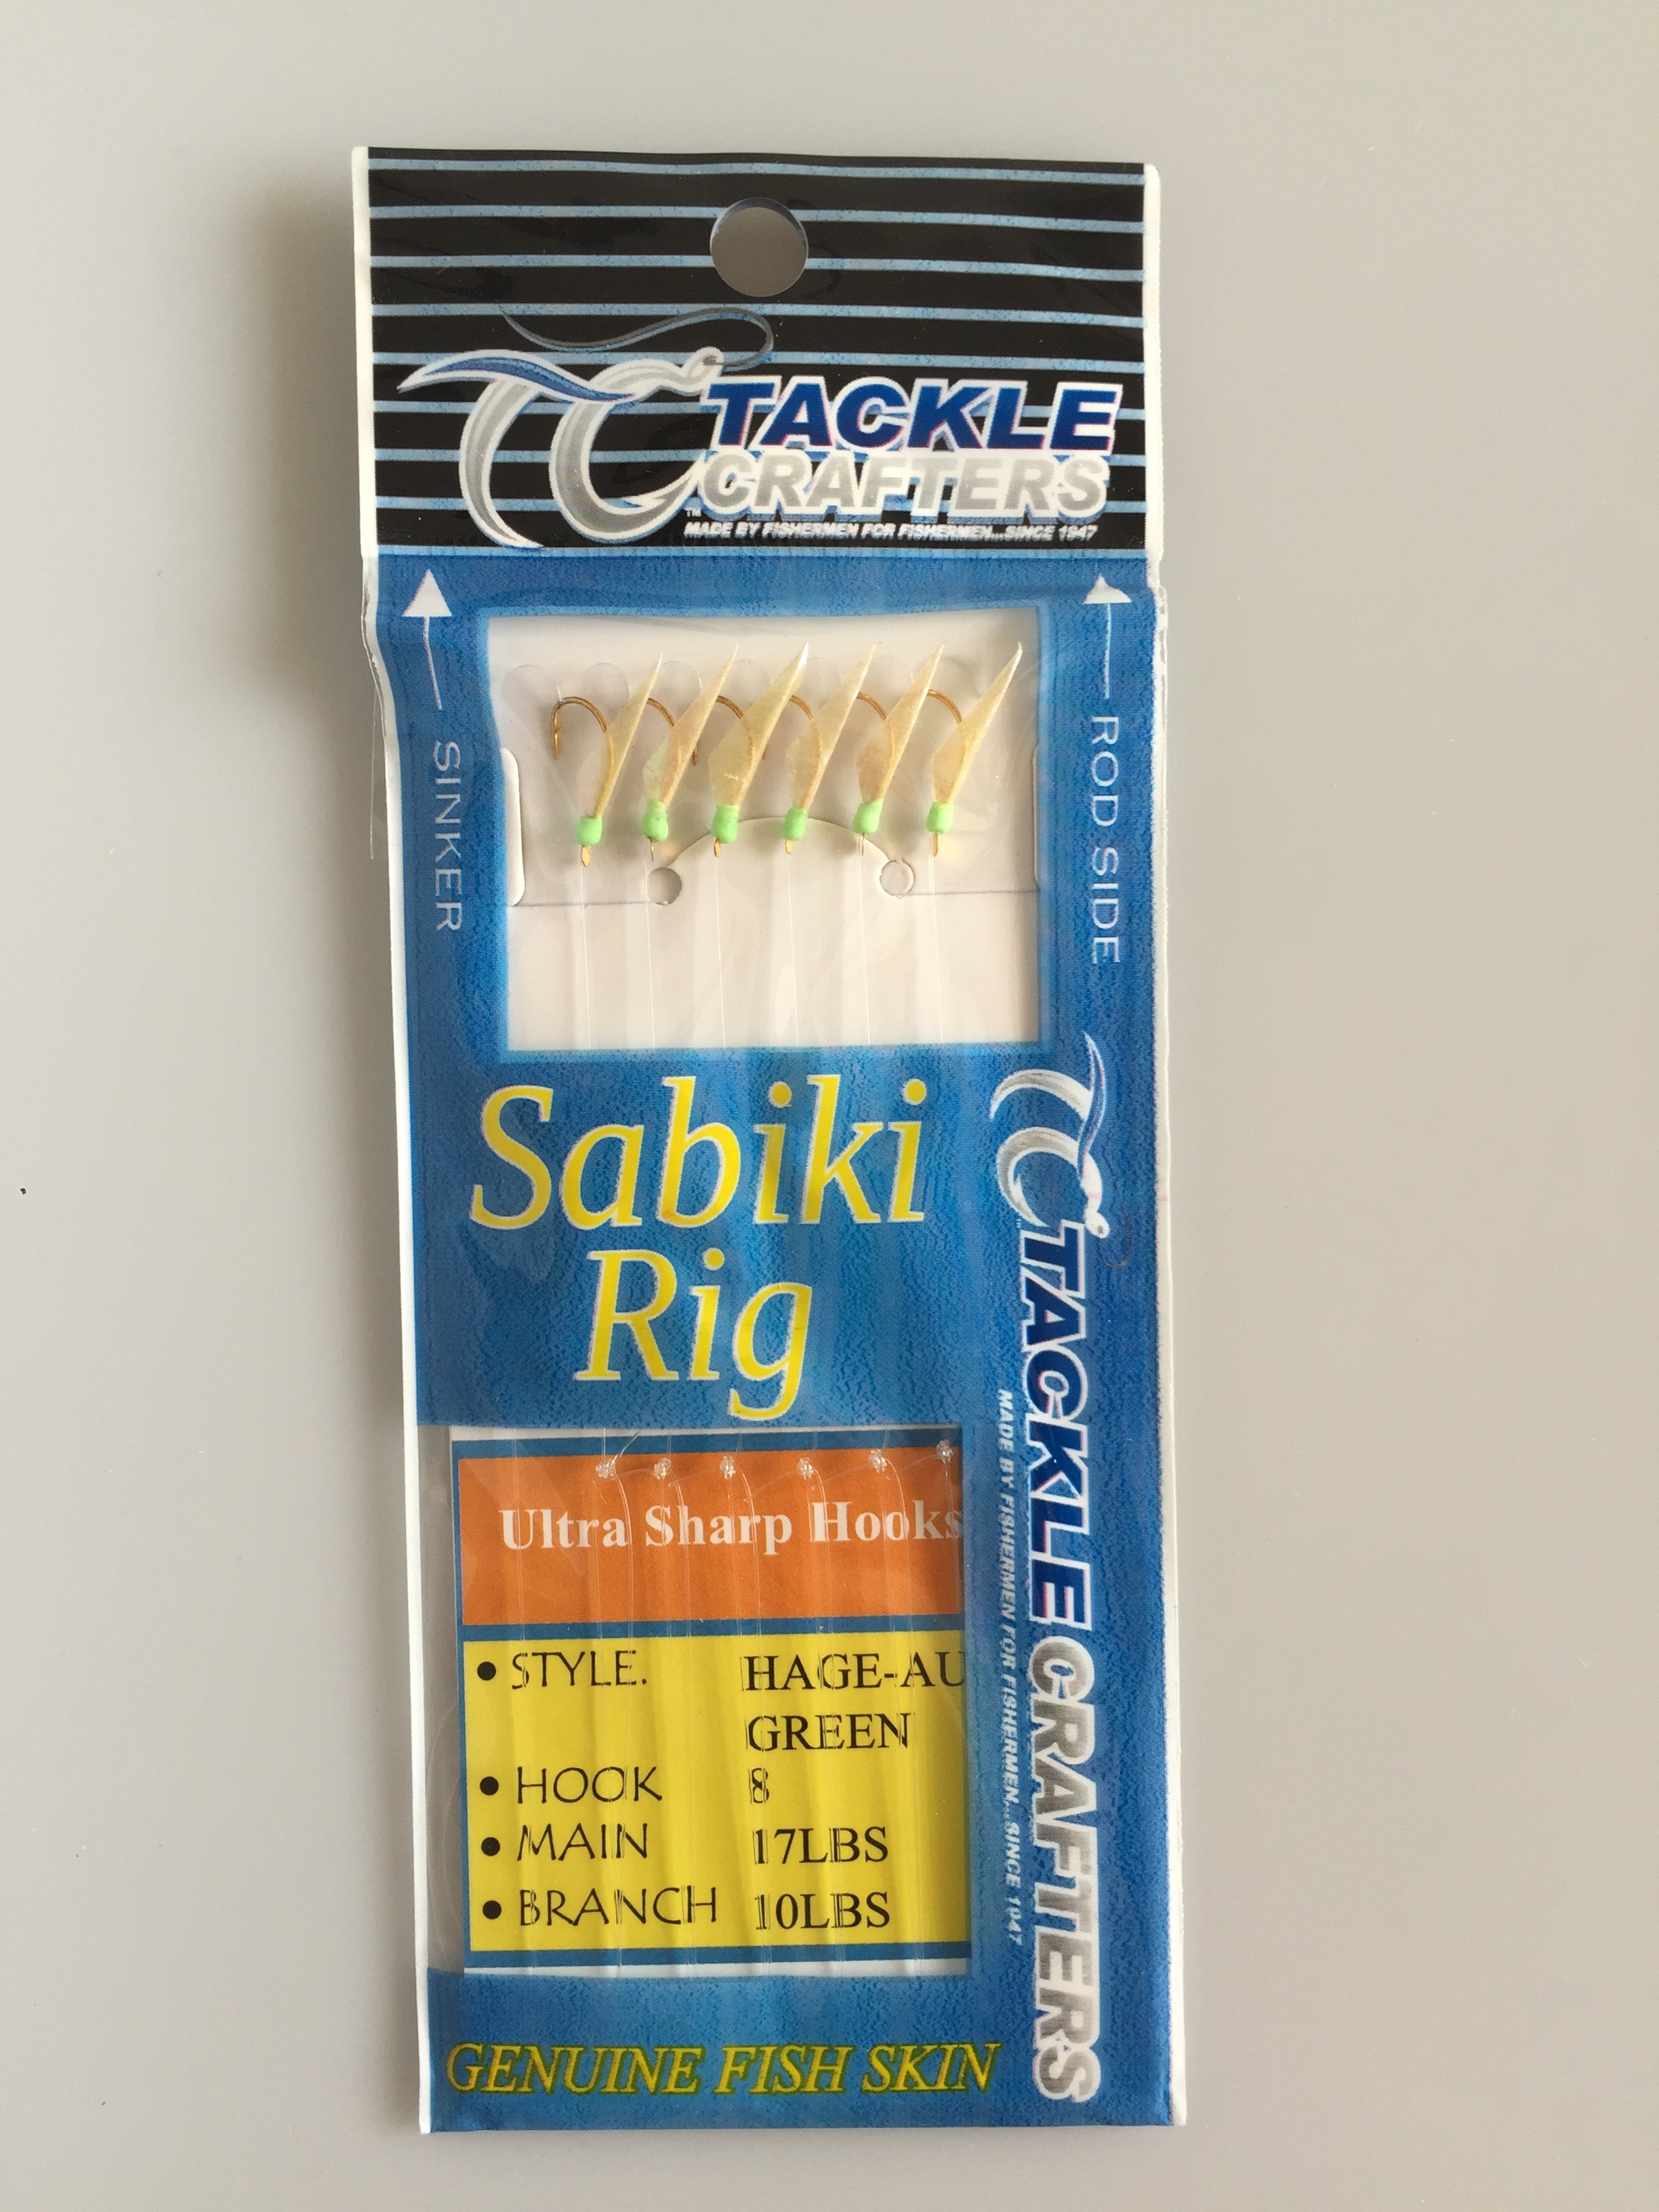 TACKLE
CRAFTERS
™
MADE BY FISHERMEN FOR FISHERMEN...SINCE 1947
SINKER
ROD SIDE
Sabiki
Rig
TACKLE CRAFTERS
™
MADE BY FISHERMEN FOR FISHERMEN...SINCE 1947
Ultra Sharp Hooks
• STYLE. HAGE-AU
GREEN
• HOOK 8
• MAIN 17LBS
• BRANCH 10LBS
GENUINE FISH SKIN